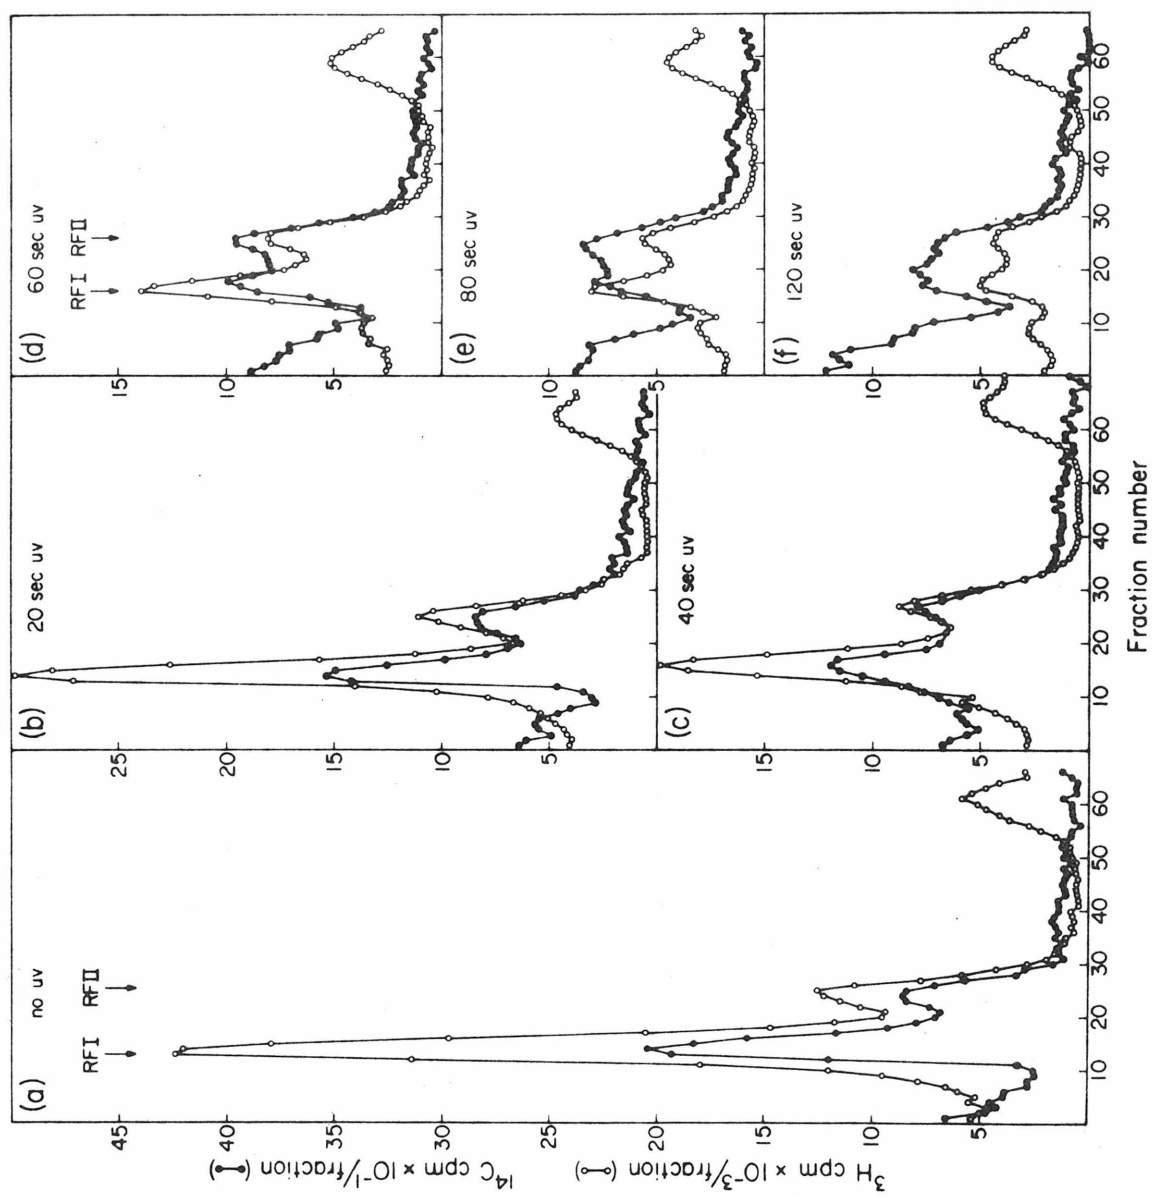 (a)
no uv
RFI
RFII
45
40
35
30
25
20
15
10
5
10
20
30
40
50
60
(b)
20 sec uv
25
20
15
10
5
(c)
40 sec uv
15
10
5
10
20
30
40
50
60
(d)
60 sec uv
RFI
RFII
15
10
5
(e)
80 sec uv
10
5
(f)
120 sec uv
10
5
10
20
30
40
50
60
³H cpm × 10⁻³/fraction (○—○)
¹⁴C cpm × 10⁻¹/fraction (●—●)
Fraction number